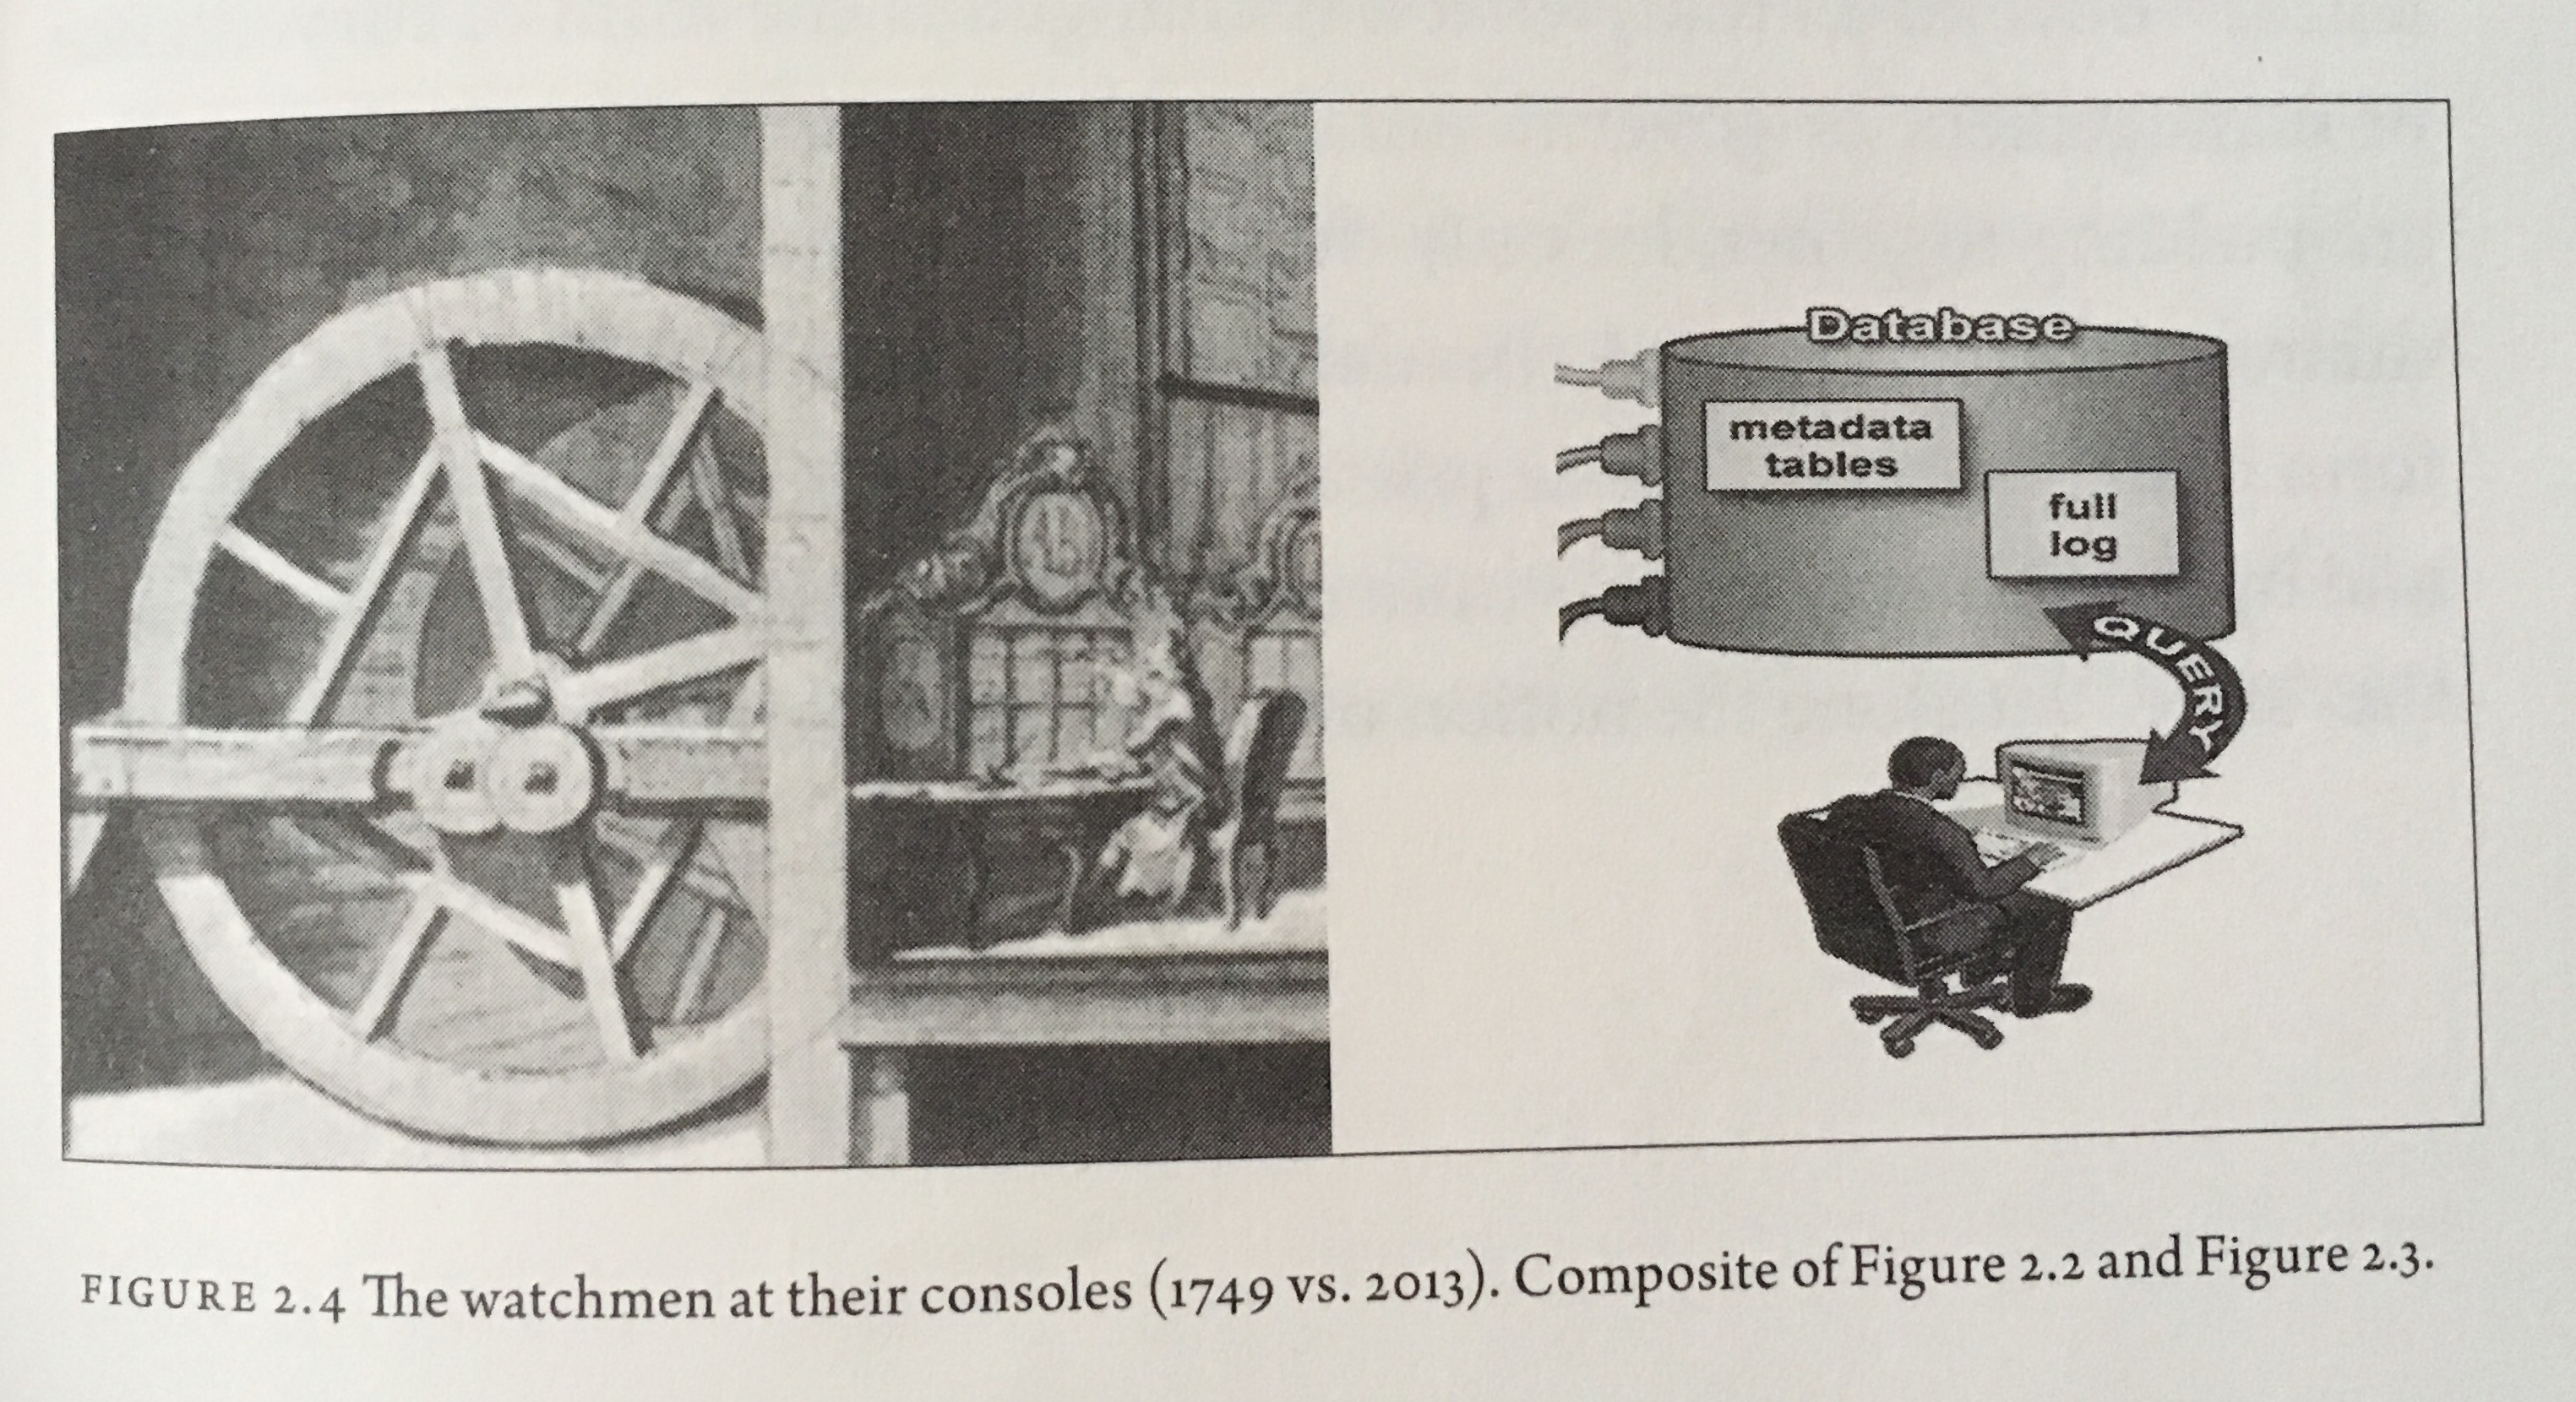 Database
metadata
tables
full
log
QUERY
FIGURE 2.4 The watchmen at their consoles (1749 vs. 2013). Composite of Figure 2.2 and Figure 2.3.